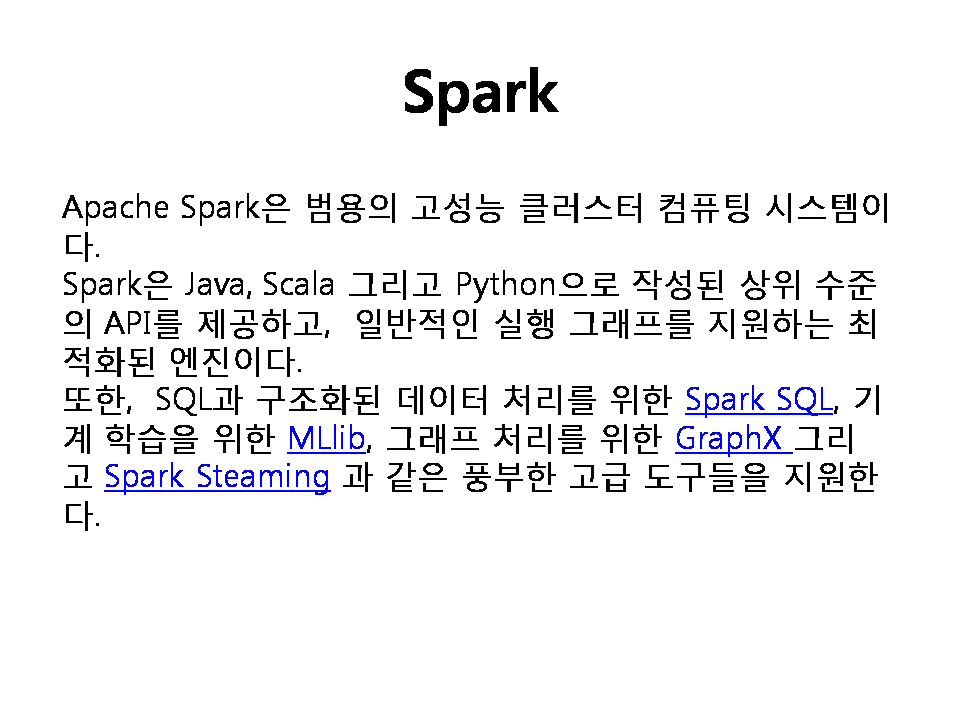 Spark
Apache Spark은 범용의 고성능 클러스터 컴퓨팅 시스템이
다.
Spark은 Java, Scala 그리고 Python으로 작성된 상위 수준
의 API를 제공하고, 일반적인 실행 그래프를 지원하는 최
적화된 엔진이다.
또한, SQL과 구조화된 데이터 처리를 위한 Spark SQL, 기
계 학습을 위한 MLlib, 그래프 처리를 위한 GraphX 그리
고 Spark Steaming 과 같은 풍부한 고급 도구들을 지원한
다.